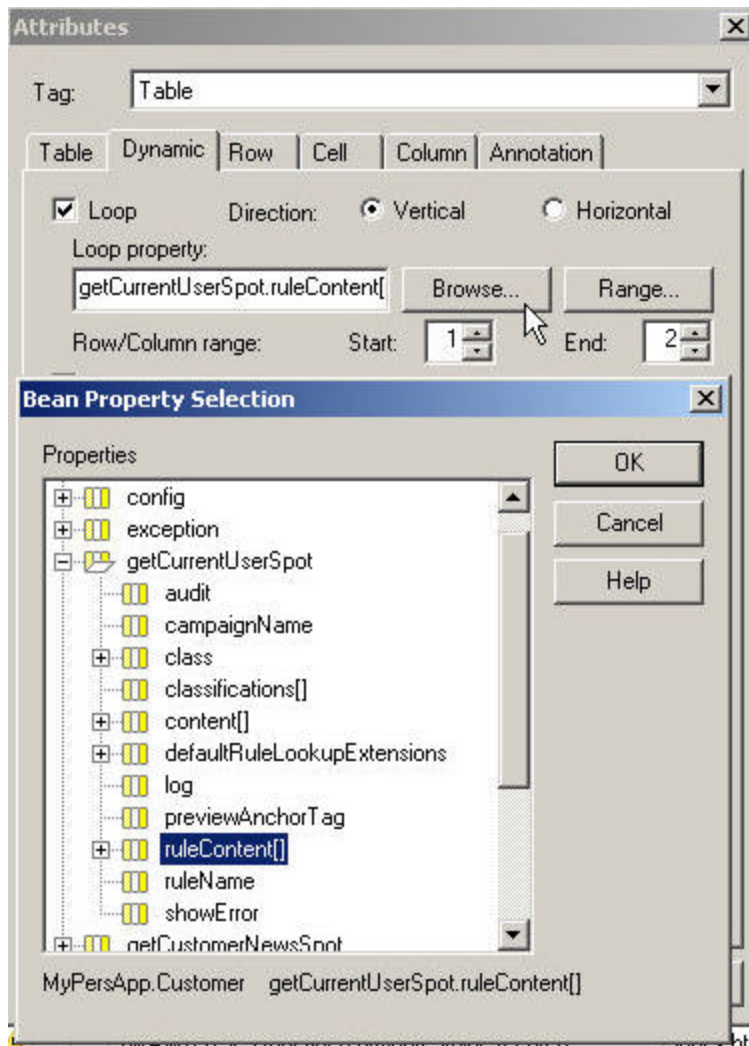 Attributes
Tag: Table
Table Dynamic Row Cell Column Annotation
Loop Direction: Vertical Horizontal
Loop property:
getCurrentUserSpot.ruleContent[ Browse... Range...
Row/Column range: Start: 1 End: 2
Bean Property Selection
Properties
OK
config
exception
Cancel
getCurrentUserSpot
Help
audit
campaignName
class
classifications[]
content[]
defaultRuleLookupExtensions
log
previewAnchorTag
ruleContent[]
ruleName
showError
getCustomerNewsSpot
MyPersApp.Customer getCurrentUserSpot.ruleContent[]